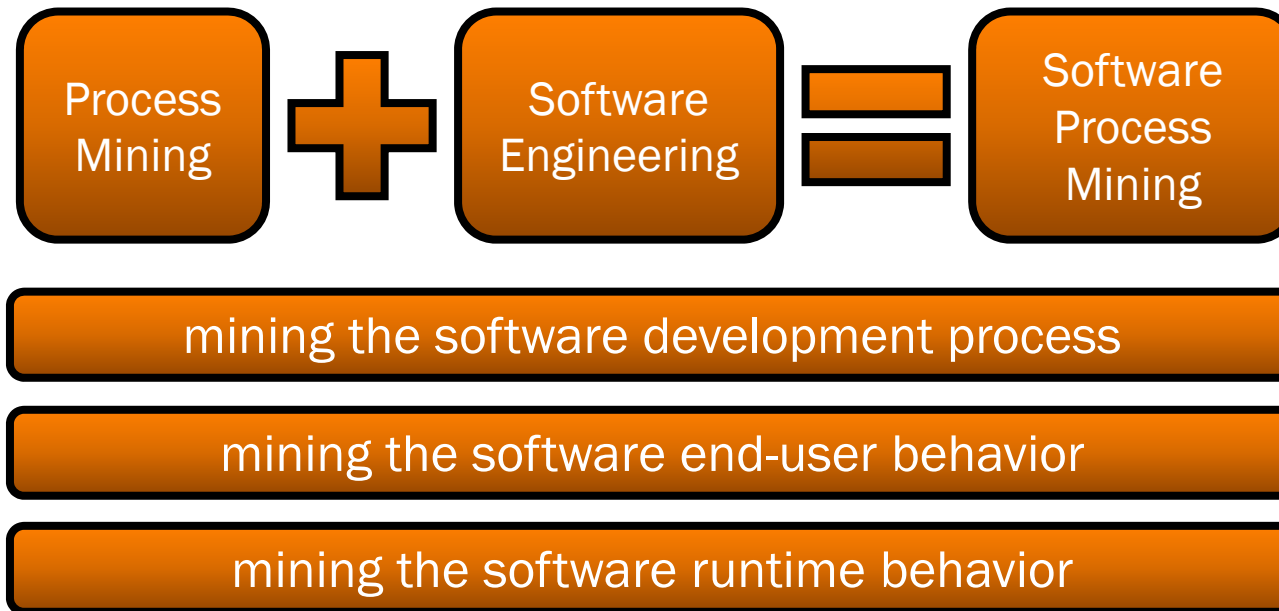 Process
Mining
Software
Engineering
Software
Process
Mining
mining the software development process
mining the software end-user behavior
mining the software runtime behavior